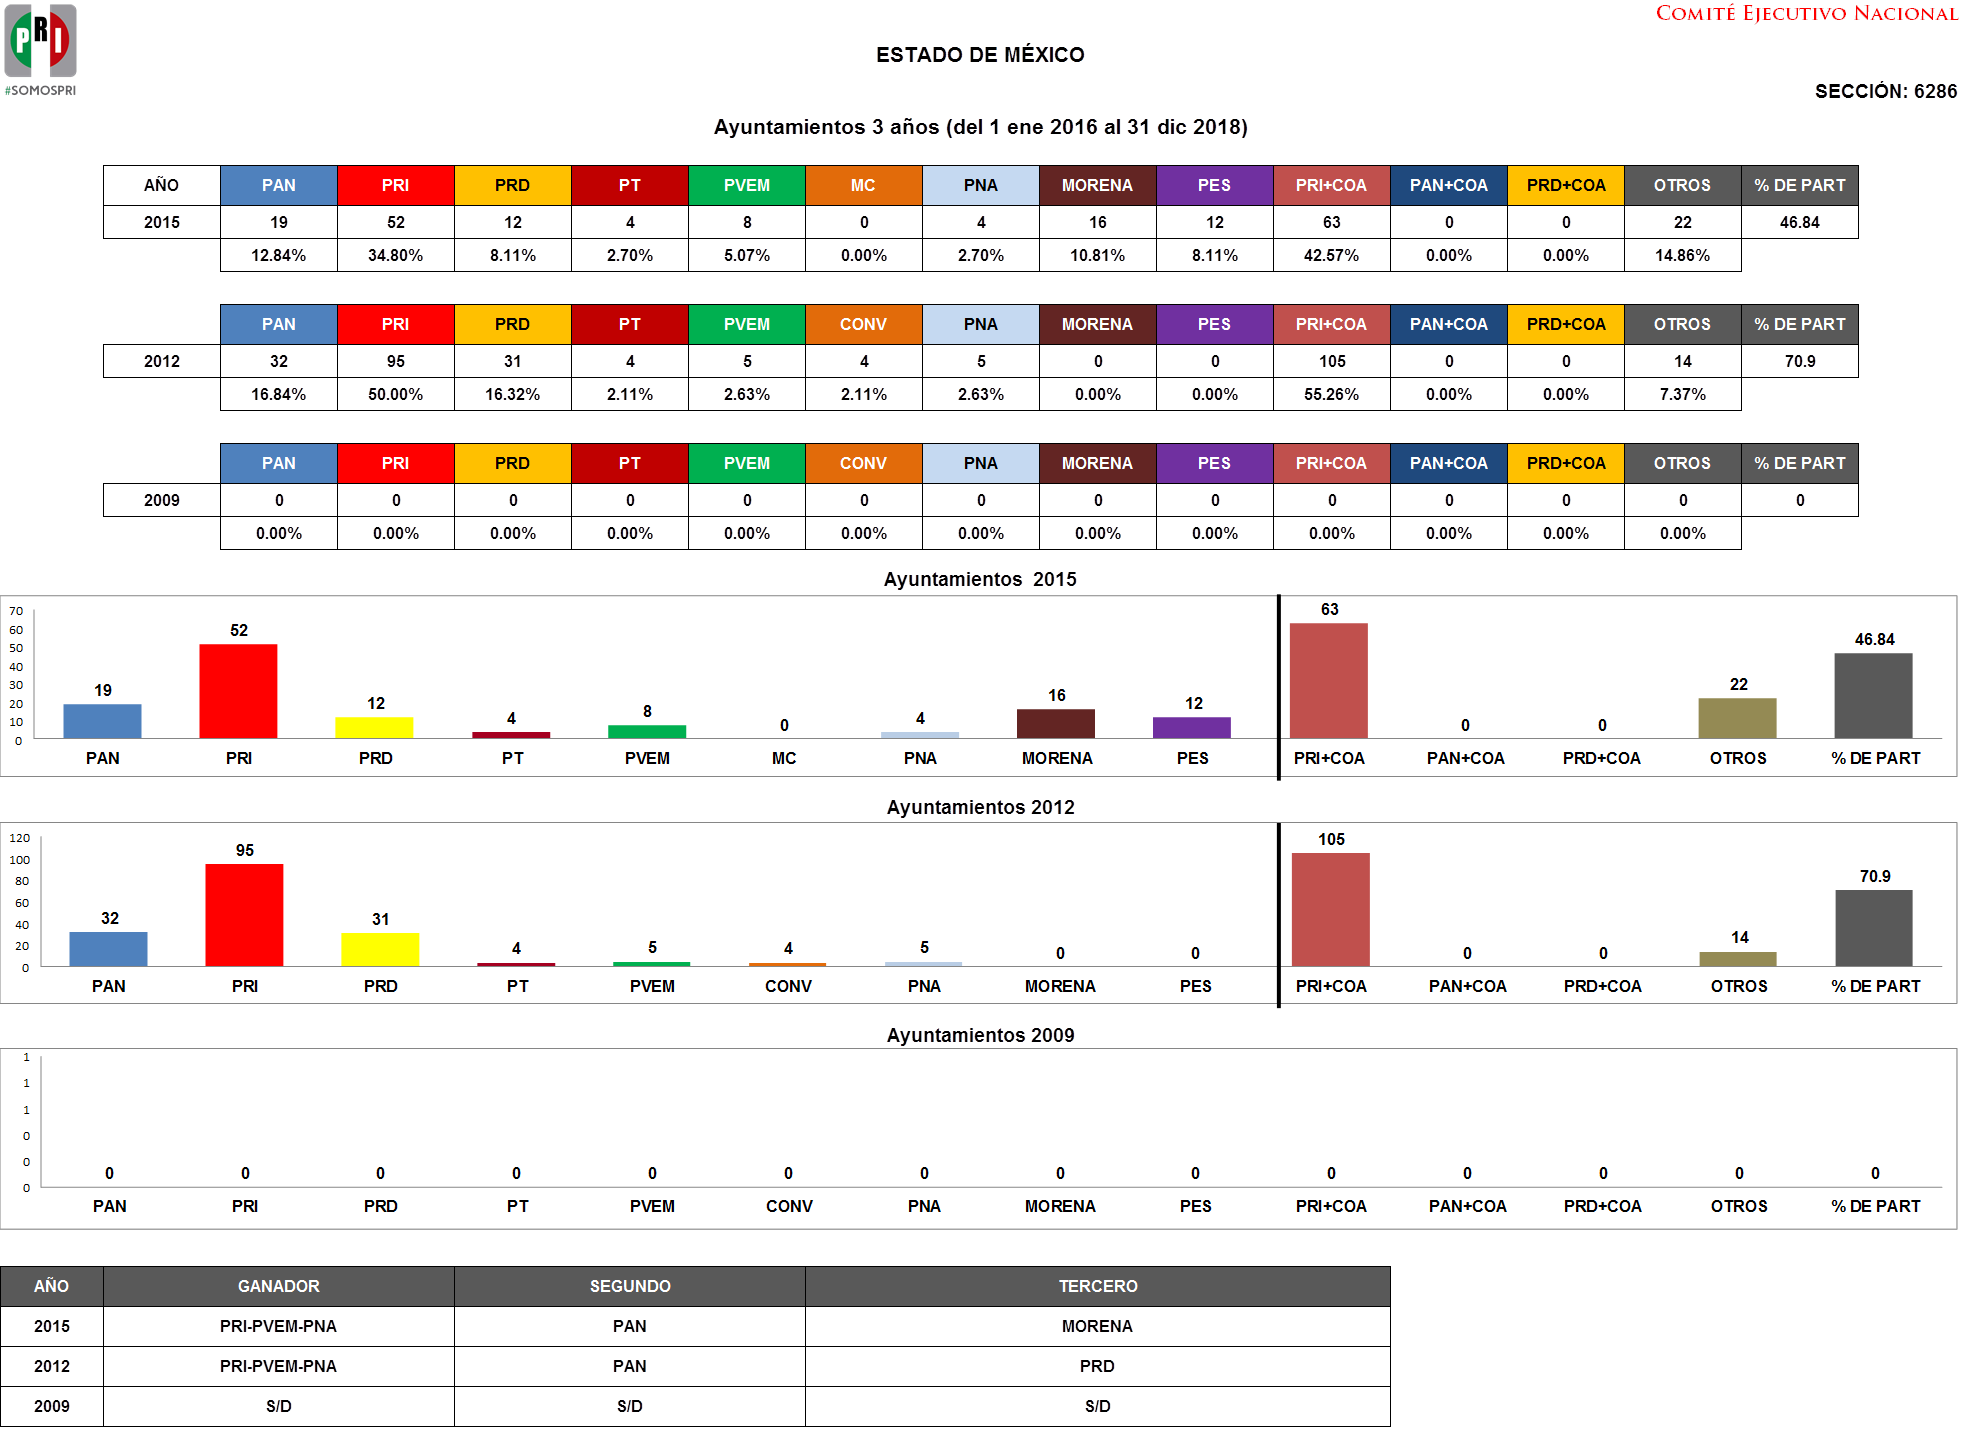 PRI
#SOMOSPRI
COMITÉ EJECUTIVO NACIONAL
ESTADO DE MÉXICO
SECCIÓN: 6286
Ayuntamientos 3 años (del 1 ene 2016 al 31 dic 2018)
AÑO PAN PRI PRD PT PVEM MC PNA MORENA PES PRI+COA PAN+COA PRD+COA OTROS % DE PART
2015 19 52 12 4 8 0 4 16 12 63 0 0 22 46.84
12.84% 34.80% 8.11% 2.70% 5.07% 0.00% 2.70% 10.81% 8.11% 42.57% 0.00% 0.00% 14.86%
PAN PRI PRD PT PVEM CONV PNA MORENA PES PRI+COA PAN+COA PRD+COA OTROS % DE PART
2012 32 95 31 4 5 4 5 0 0 105 0 0 14 70.9
16.84% 50.00% 16.32% 2.11% 2.63% 2.11% 2.63% 0.00% 0.00% 55.26% 0.00% 0.00% 7.37%
PAN PRI PRD PT PVEM CONV PNA MORENA PES PRI+COA PAN+COA PRD+COA OTROS % DE PART
2009 0 0 0 0 0 0 0 0 0 0 0 0 0 0
0.00% 0.00% 0.00% 0.00% 0.00% 0.00% 0.00% 0.00% 0.00% 0.00% 0.00% 0.00% 0.00%
Ayuntamientos 2015
70
60
50
40
30
20
10
0
19 52 12 4 8 0 4 16 12 63 0 0 22 46.84
PAN PRI PRD PT PVEM MC PNA MORENA PES PRI+COA PAN+COA PRD+COA OTROS % DE PART
Ayuntamientos 2012
120
100
80
60
40
20
0
32 95 31 4 5 4 5 0 0 105 0 0 14 70.9
PAN PRI PRD PT PVEM CONV PNA MORENA PES PRI+COA PAN+COA PRD+COA OTROS % DE PART
Ayuntamientos 2009
1
1
1
0
0
0
0 0 0 0 0 0 0 0 0 0 0 0 0 0
PAN PRI PRD PT PVEM CONV PNA MORENA PES PRI+COA PAN+COA PRD+COA OTROS % DE PART
AÑO GANADOR SEGUNDO TERCERO
2015 PRI-PVEM-PNA PAN MORENA
2012 PRI-PVEM-PNA PAN PRD
2009 S/D S/D S/D